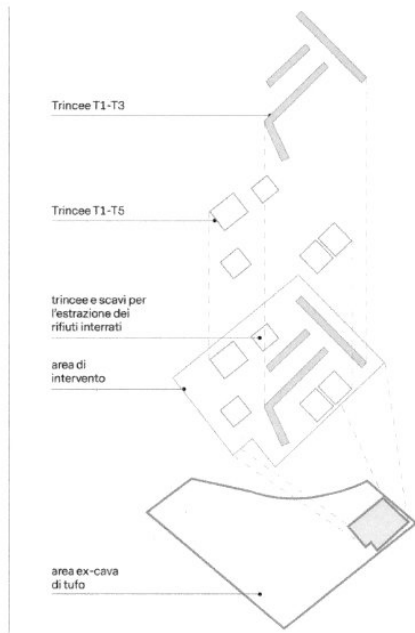 Trincee T1-T3
Trincee T1-T5
trincee e scavi per
l'estrazione dei
rifiuti interrati
area di
intervento
area ex-cava
di tufo